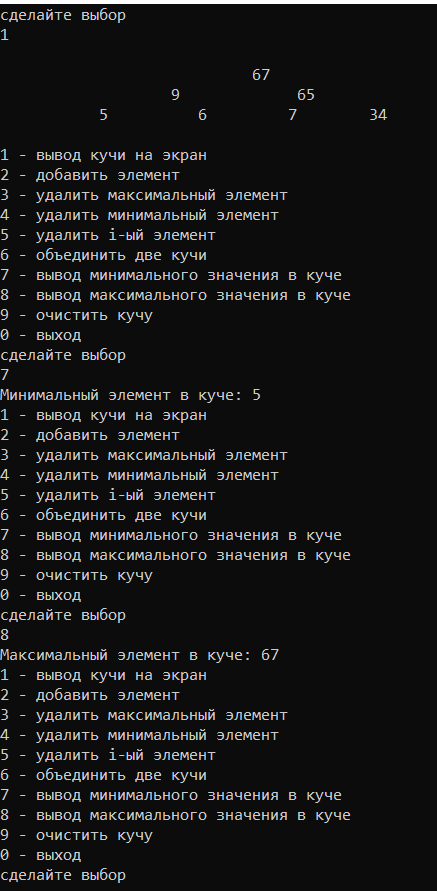 сделайте выбор
1
67
9 65
5 6 7 34
1 - вывод кучи на экран
2 - добавить элемент
3 - удалить максимальный элемент
4 - удалить минимальный элемент
5 - удалить i-ый элемент
6 - объединить две кучи
7 - вывод минимального значения в куче
8 - вывод максимального значения в куче
9 - очистить кучу
0 - выход
сделайте выбор
7
Минимальный элемент в куче: 5
1 - вывод кучи на экран
2 - добавить элемент
3 - удалить максимальный элемент
4 - удалить минимальный элемент
5 - удалить i-ый элемент
6 - объединить две кучи
7 - вывод минимального значения в куче
8 - вывод максимального значения в куче
9 - очистить кучу
0 - выход
сделайте выбор
8
Максимальный элемент в куче: 67
1 - вывод кучи на экран
2 - добавить элемент
3 - удалить максимальный элемент
4 - удалить минимальный элемент
5 - удалить i-ый элемент
6 - объединить две кучи
7 - вывод минимального значения в куче
8 - вывод максимального значения в куче
9 - очистить кучу
0 - выход
сделайте выбор